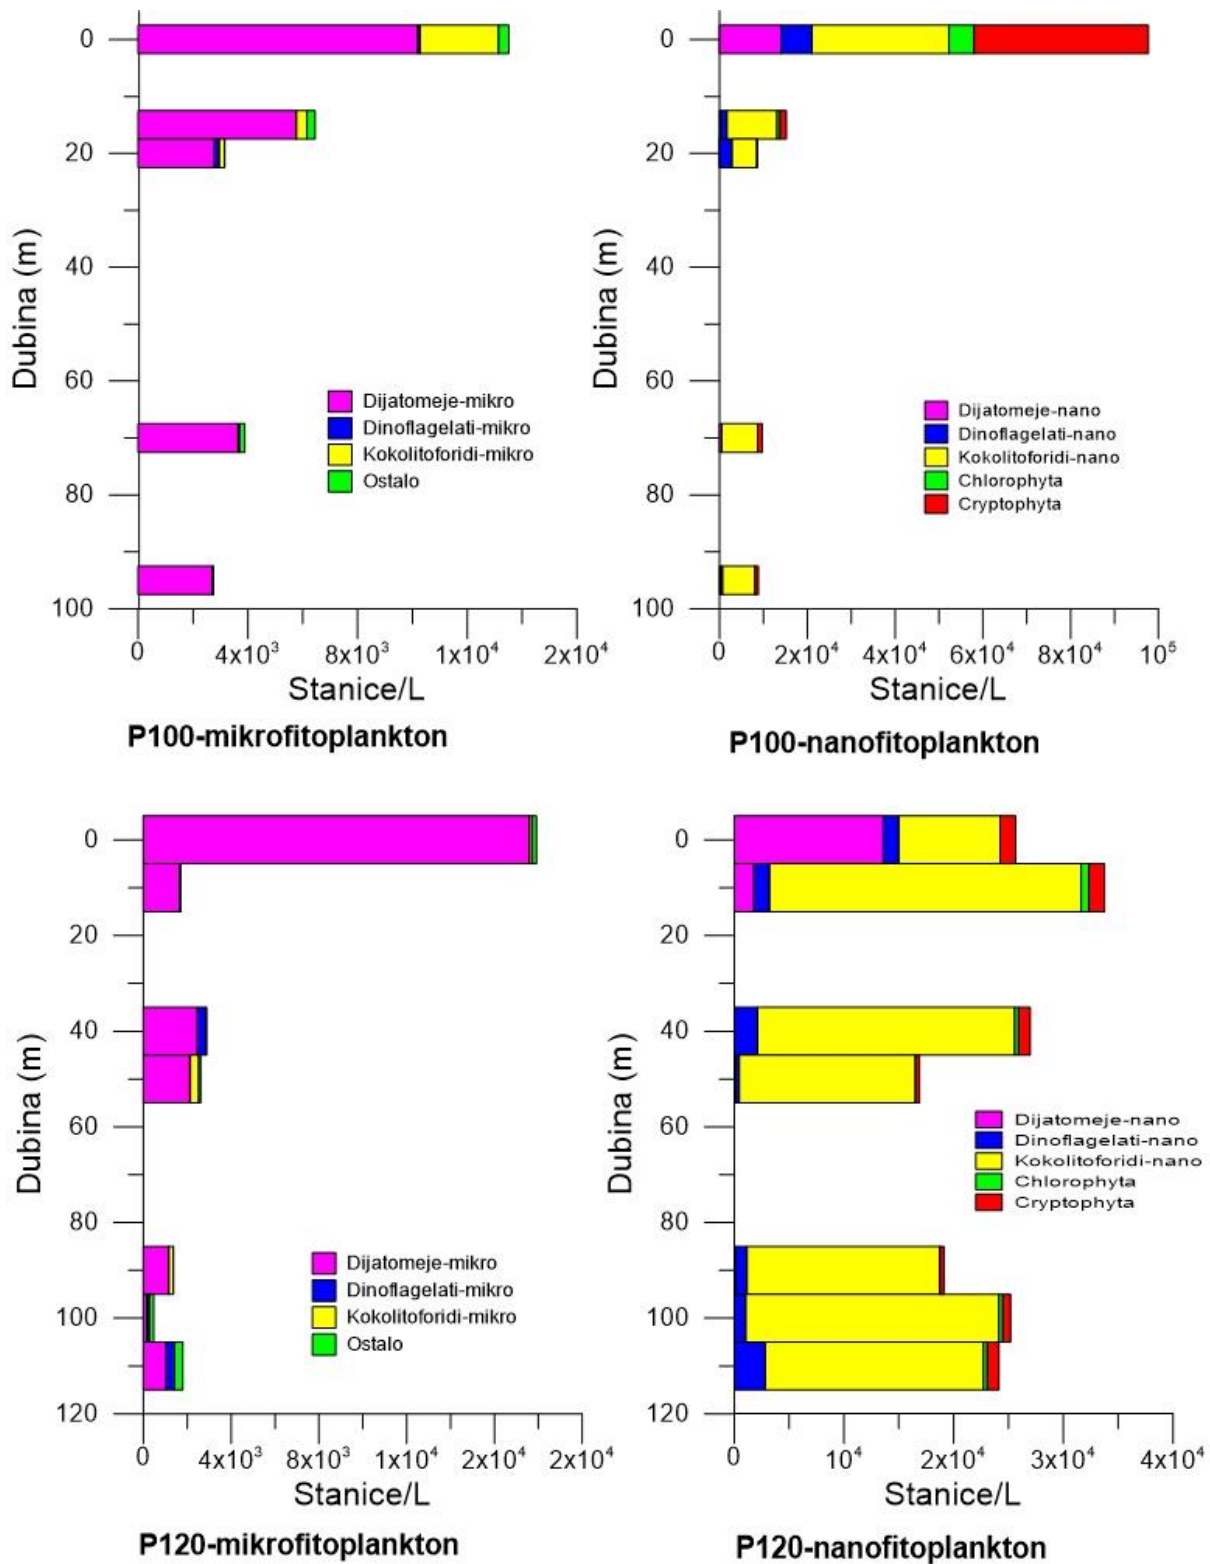 0
20
40
60
80
100
Dubina (m)
Dijatomeje-mikro
Dinoflagelati-mikro
Kokolitoforidi-mikro
Ostalo
0 4x10³ 8x10³ 1x10⁴ 2x10⁴
Stanice/L
P100-mikrofitoplankton
0
20
40
60
80
100
Dubina (m)
Dijatomeje-nano
Dinoflagelati-nano
Kokolitoforidi-nano
Chlorophyta
Cryptophyta
0 2x10⁴ 4x10⁴ 6x10⁴ 8x10⁴ 10⁵
Stanice/L
P100-nanofitoplankton
0
20
40
60
80
100
120
Dubina (m)
Dijatomeje-mikro
Dinoflagelati-mikro
Kokolitoforidi-mikro
Ostalo
0 4x10³ 8x10³ 1x10⁴ 2x10⁴ 2x10⁴
Stanice/L
P120-mikrofitoplankton
0
20
40
60
80
100
120
Dubina (m)
Dijatomeje-nano
Dinoflagelati-nano
Kokolitoforidi-nano
Chlorophyta
Cryptophyta
0 10⁴ 2x10⁴ 3x10⁴ 4x10⁴
Stanice/L
P120-nanofitoplankton